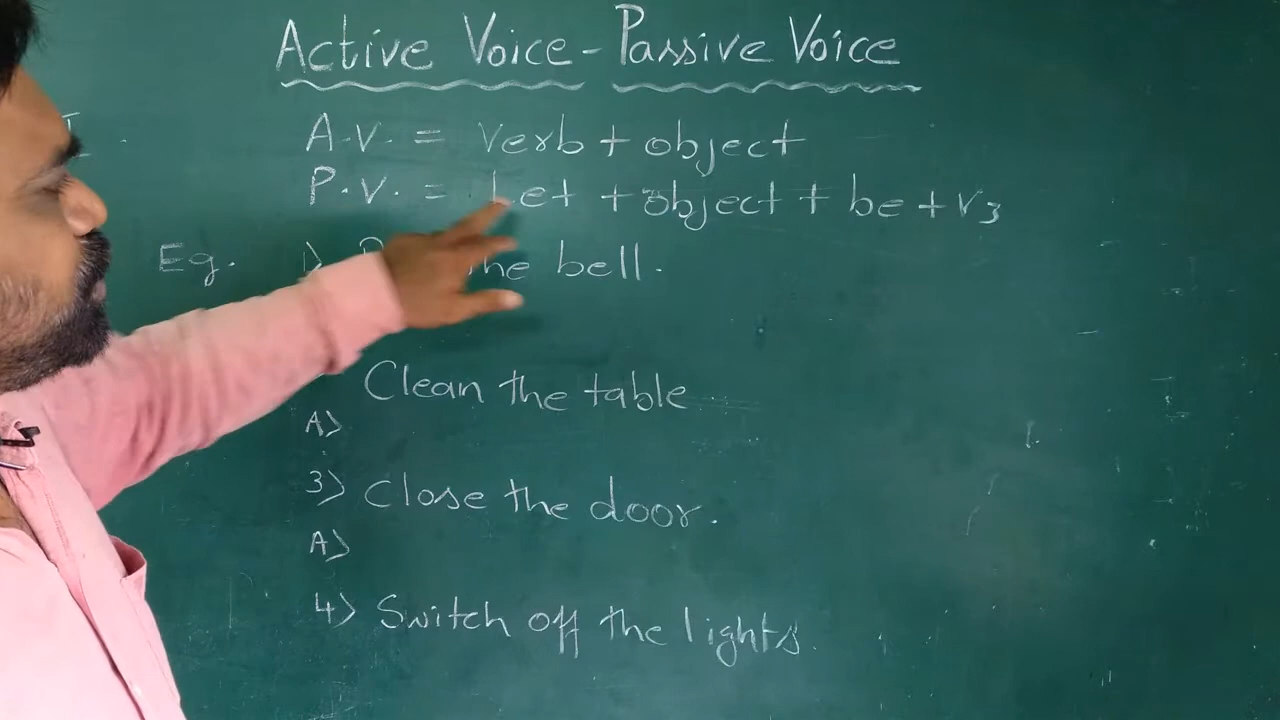 Active Voice - Passive Voice
I.
A.V. = verb + object
P.V. = let + object + be + V3
Eg. 1) the bell.
Clean the table
A)
3) Close the door.
A)
4) Switch off the lights.